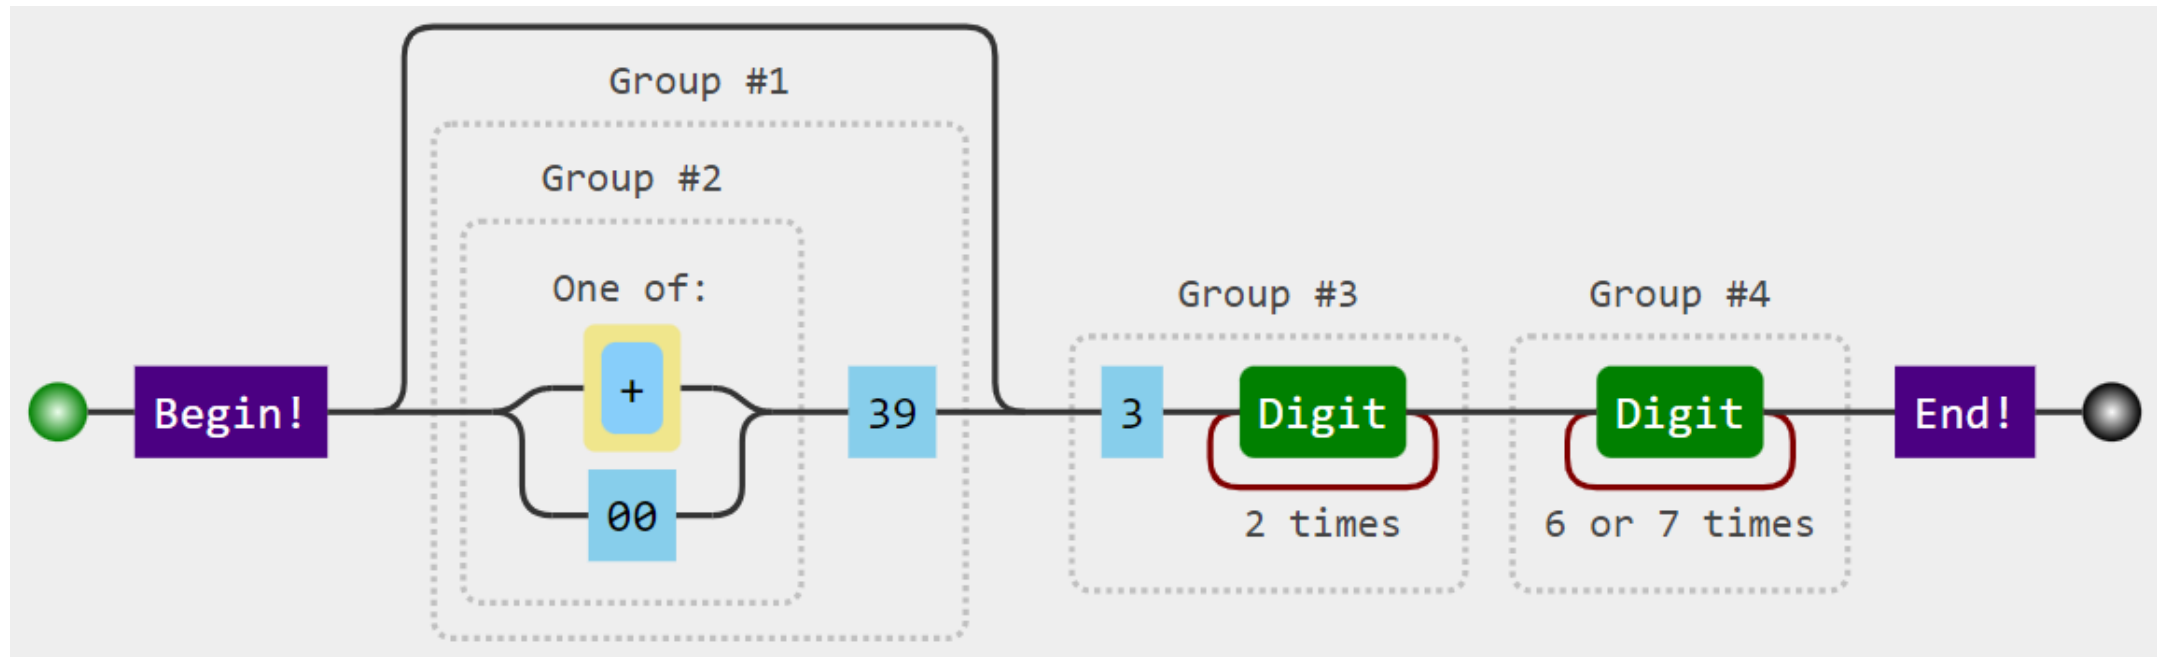 Group #1
Group #2
One of:
+
00
39
Begin!
Group #3
3
Digit
2 times
Group #4
Digit
6 or 7 times
End!